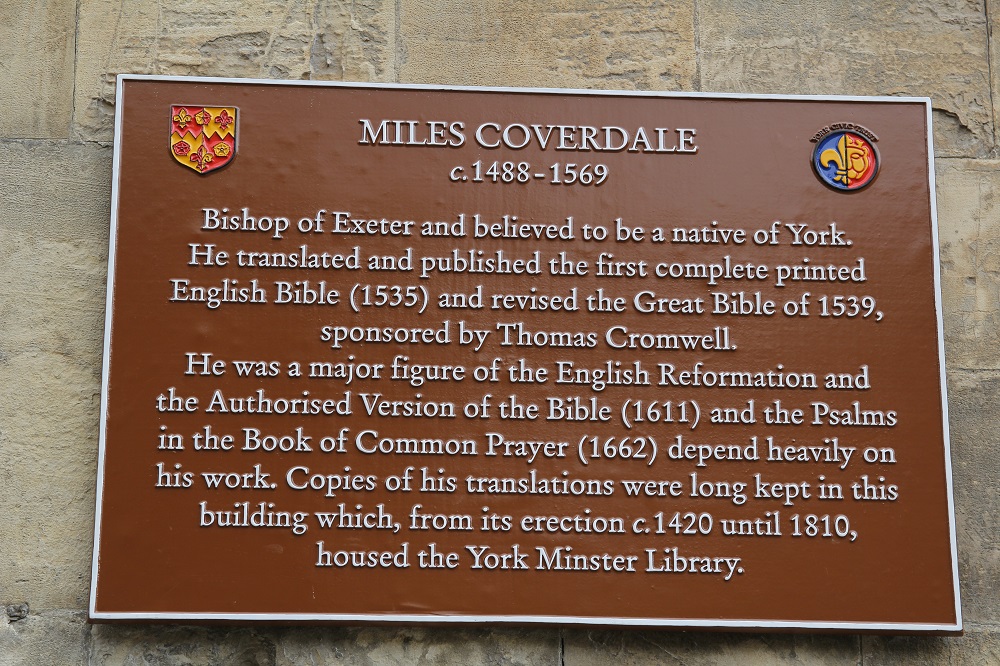 MILES COVERDALE
c.1488-1569
YORK CIVIC TRUST
Bishop of Exeter and believed to be a native of York.
He translated and published the first complete printed
English Bible (1535) and revised the Great Bible of 1539,
sponsored by Thomas Cromwell.
He was a major figure of the English Reformation and
the Authorised Version of the Bible (1611) and the Psalms
in the Book of Common Prayer (1662) depend heavily on
his work. Copies of his translations were long kept in this
building which, from its erection c.1420 until 1810,
housed the York Minster Library.